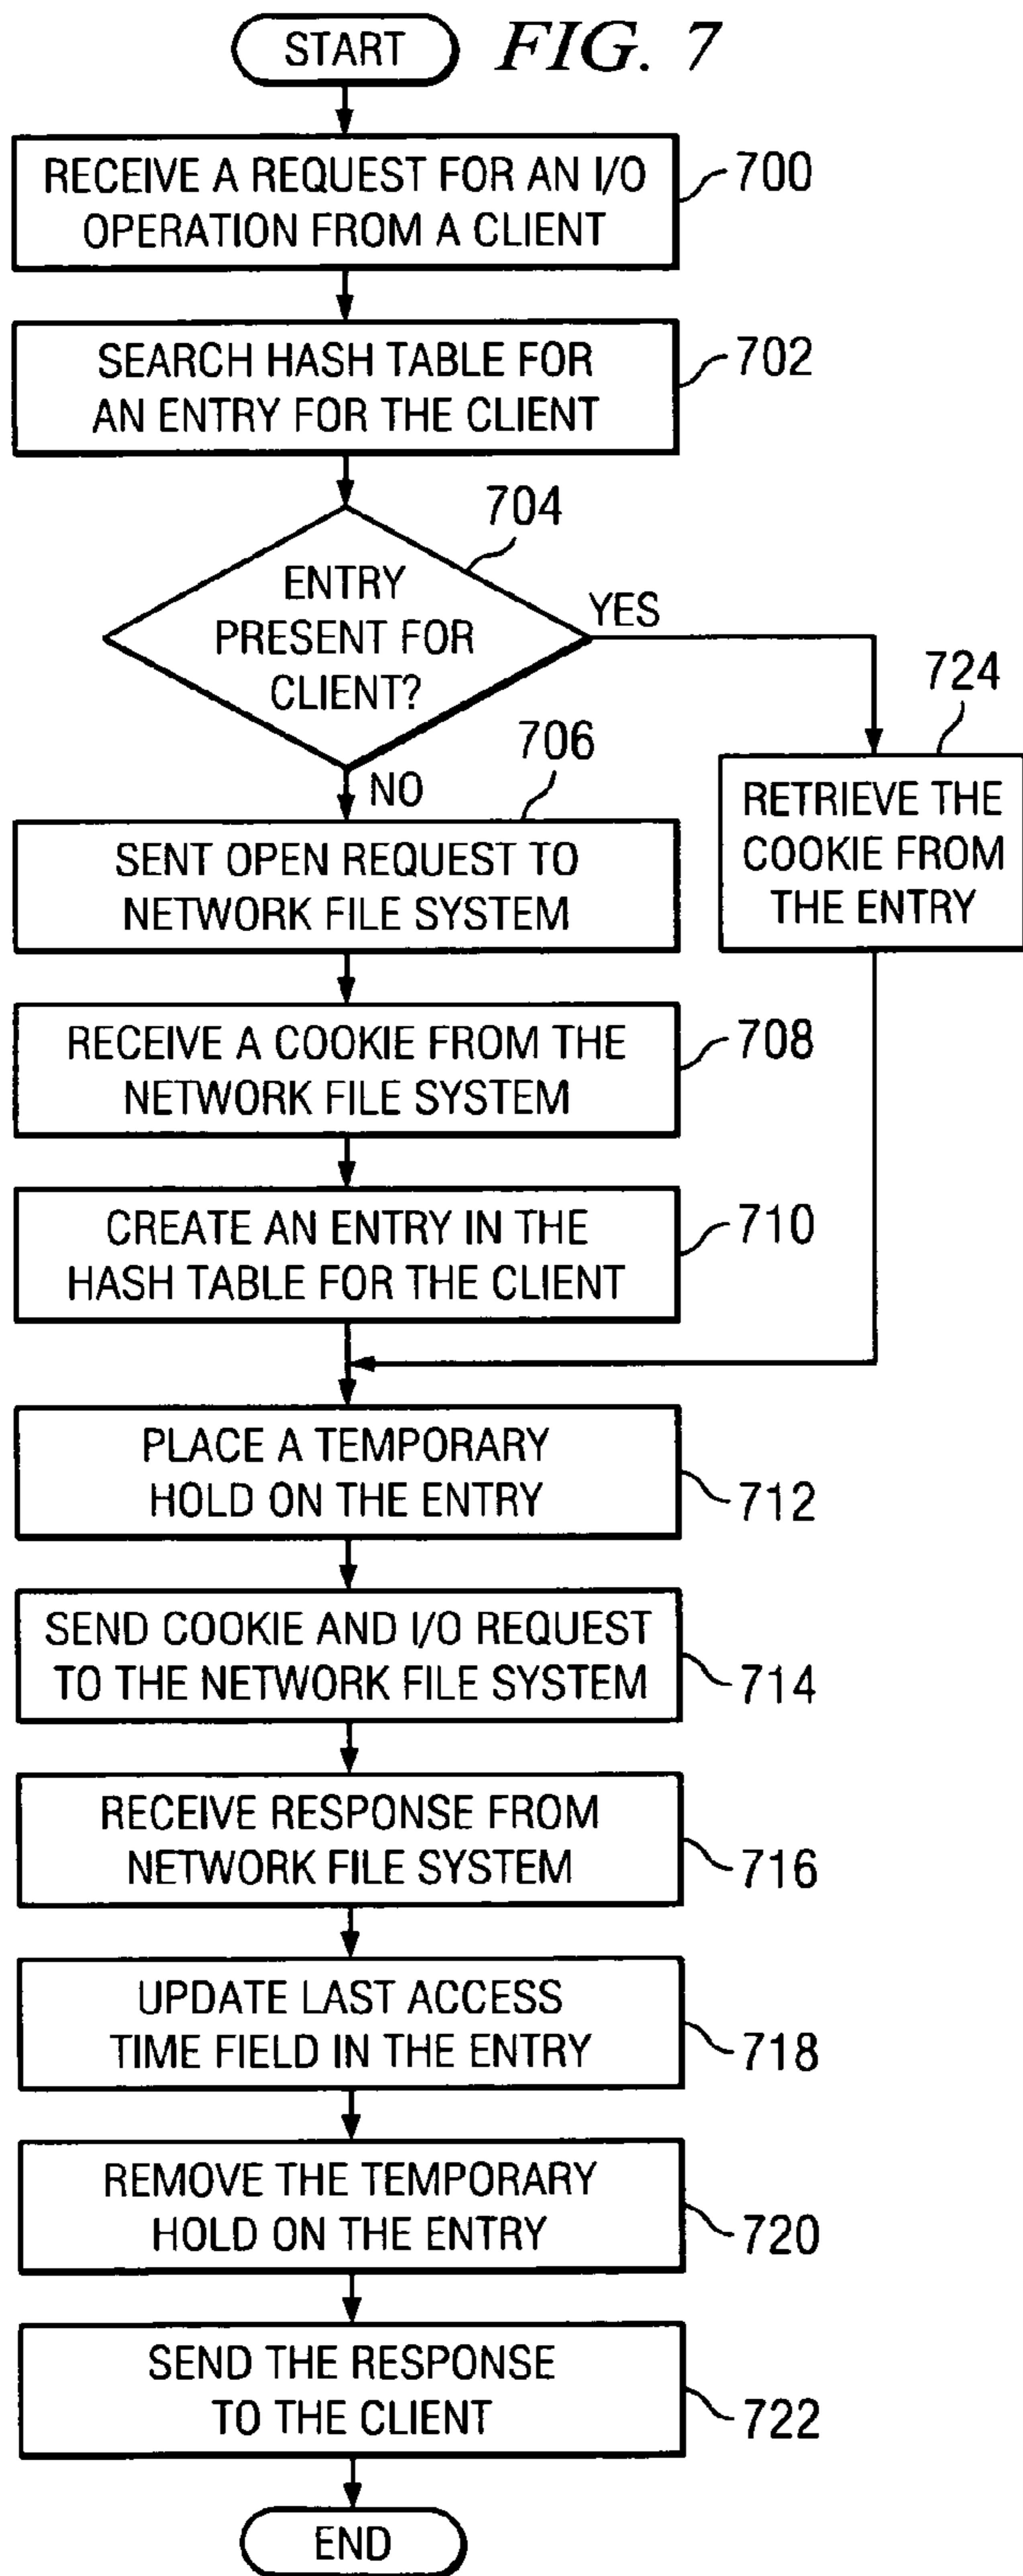 START
FIG. 7
RECEIVE A REQUEST FOR AN I/O
OPERATION FROM A CLIENT
700
SEARCH HASH TABLE FOR
AN ENTRY FOR THE CLIENT
702
704
ENTRY
PRESENT FOR
CLIENT?
YES
NO
724
RETRIEVE THE
COOKIE FROM
THE ENTRY
706
SENT OPEN REQUEST TO
NETWORK FILE SYSTEM
RECEIVE A COOKIE FROM THE
NETWORK FILE SYSTEM
708
CREATE AN ENTRY IN THE
HASH TABLE FOR THE CLIENT
710
PLACE A TEMPORARY
HOLD ON THE ENTRY
712
SEND COOKIE AND I/O REQUEST
TO THE NETWORK FILE SYSTEM
714
RECEIVE RESPONSE FROM
NETWORK FILE SYSTEM
716
UPDATE LAST ACCESS
TIME FIELD IN THE ENTRY
718
REMOVE THE TEMPORARY
HOLD ON THE ENTRY
720
SEND THE RESPONSE
TO THE CLIENT
722
END